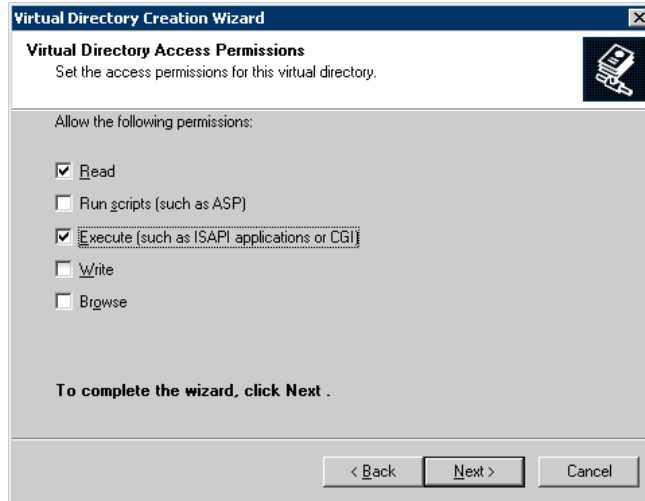 Virtual Directory Creation Wizard
Virtual Directory Access Permissions
Set the access permissions for this virtual directory.
Allow the following permissions:
Read
Run scripts (such as ASP)
Execute (such as ISAPI applications or CGI)
Write
Browse
To complete the wizard, click Next .
< Back Next > Cancel